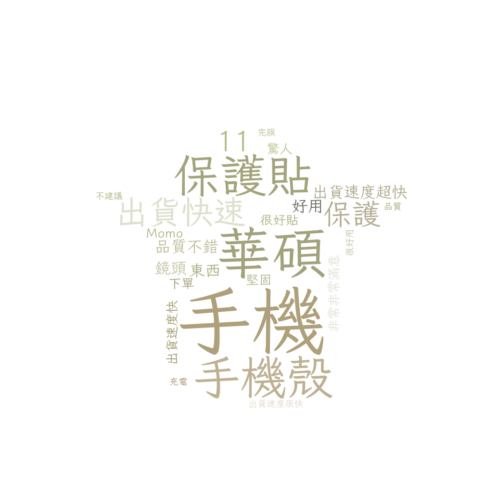 完膜
11
驚人
保護貼
出貨速度超快
不建議
好用
品質
出貨快速
很好貼
保護
Momo
華碩
很好用
品質不錯
鏡頭
東西
堅固
非常非常滿意
下單
手機
出貨速度快
手機殼
充電
出貨速度很快